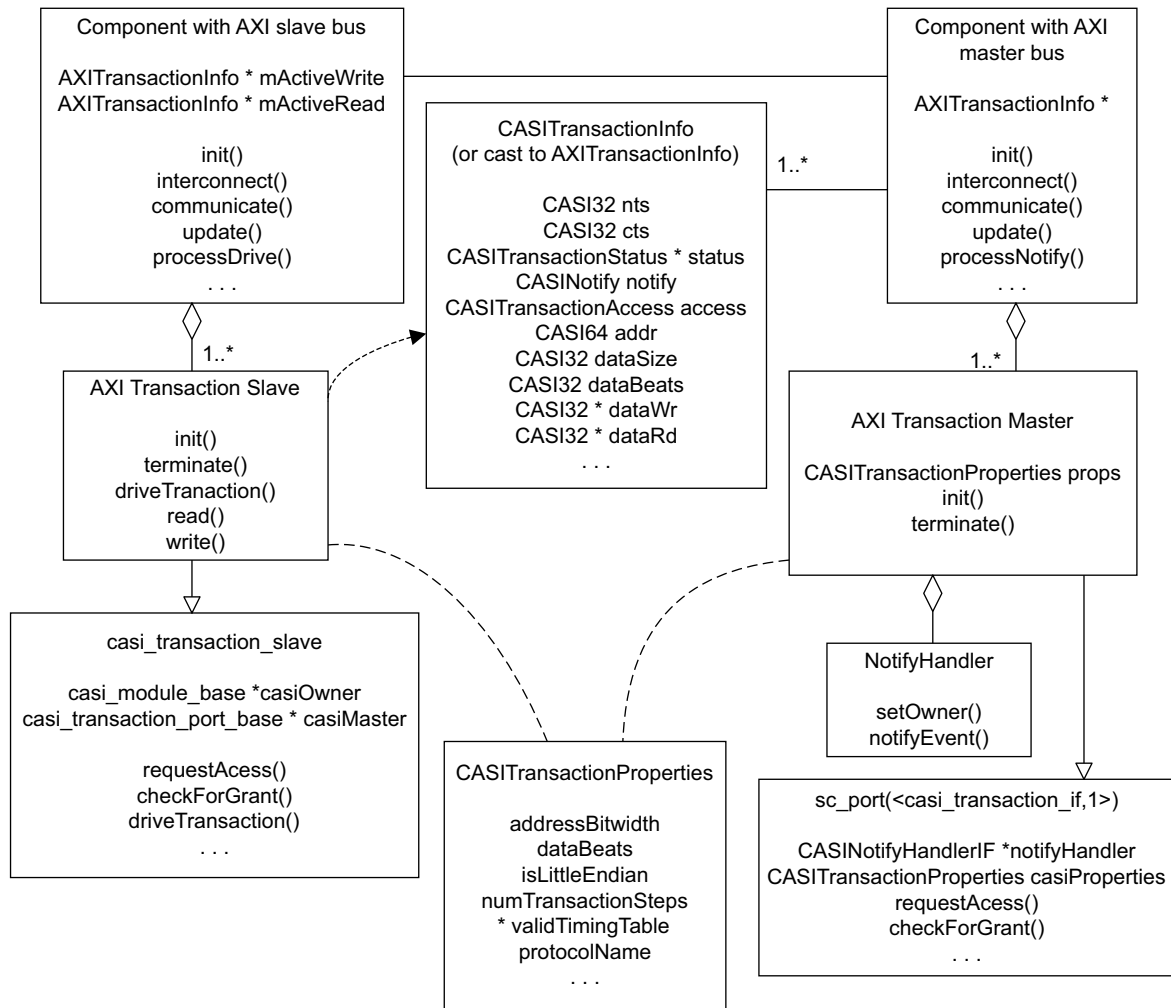 Component with AXI slave bus
AXITransactionInfo * mActiveWrite
AXITransactionInfo * mActiveRead
init()
interconnect()
communicate()
update()
processDrive()
. . .
Component with AXI
master bus
AXITransactionInfo *
init()
interconnect()
communicate()
update()
processNotify()
. . .
CASITransactionInfo
(or cast to AXITransactionInfo)
CASI32 nts
CASI32 cts
CASITransactionStatus * status
CASINotify notify
CASITransactionAccess access
CASI64 addr
CASI32 dataSize
CASI32 dataBeats
CASI32 * dataWr
CASI32 * dataRd
. . .
1..*
1..*
1..*
AXI Transaction Slave
init()
terminate()
driveTranaction()
read()
write()
AXI Transaction Master
CASITransactionProperties props
init()
terminate()
casi_transaction_slave
casi_module_base *casiOwner
casi_transaction_port_base * casiMaster
requestAcess()
checkForGrant()
driveTransaction()
. . .
NotifyHandler
setOwner()
notifyEvent()
CASITransactionProperties
addressBitwidth
dataBeats
isLittleEndian
numTransactionSteps
* validTimingTable
protocolName
. . .
sc_port(<casi_transaction_if,1>)
CASINotifyHandlerIF *notifyHandler
CASITransactionProperties casiProperties
requestAcess()
checkForGrant()
. . .